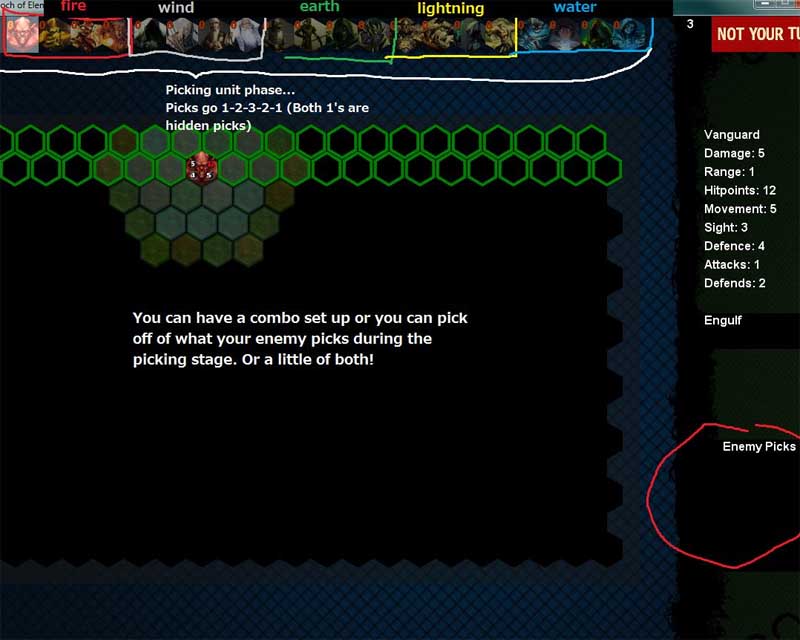 och of Elen
fire
wind
earth
lightning
water
3
NOT YOUR TU
Picking unit phase...
Picks go 1-2-3-2-1 (Both 1's are
hidden picks)
Vanguard
Damage: 5
Range: 1
Hitpoints: 12
Movement: 5
Sight: 3
Defence: 4
Attacks: 1
Defends: 2
Engulf
You can have a combo set up or you can pick
off of what your enemy picks during the
picking stage. Or a little of both!
Enemy Picks